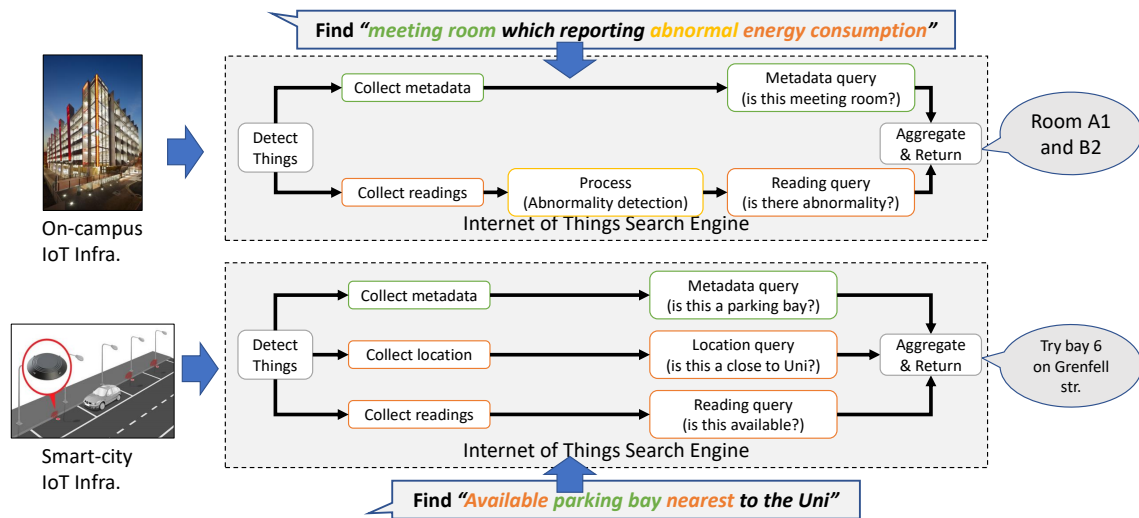 Find “meeting room which reporting abnormal energy consumption”
Collect metadata
Metadata query
(is this meeting room?)
Detect
Things
Aggregate
& Return
Room A1
and B2
Collect readings
Process
(Abnormality detection)
Reading query
(is there abnormality?)
Internet of Things Search Engine
On-campus
IoT Infra.
Collect metadata
Metadata query
(is this a parking bay?)
Detect
Things
Collect location
Location query
(is this a close to Uni?)
Aggregate
& Return
Try bay 6
on Grenfell
str.
Collect readings
Reading query
(is this available?)
Internet of Things Search Engine
Smart-city
IoT Infra.
Find “Available parking bay nearest to the Uni”